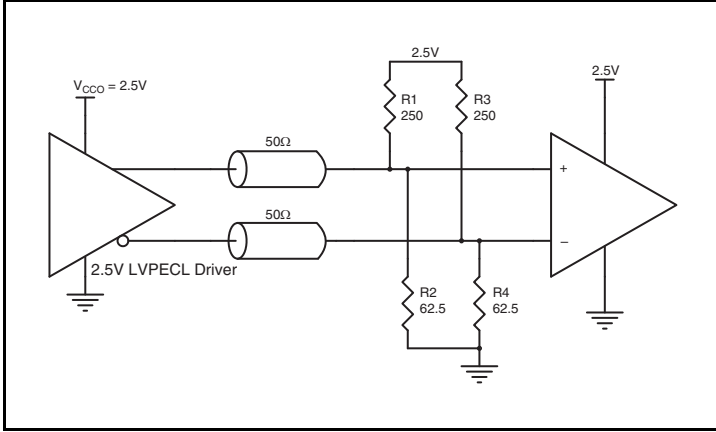 2.5V
V_CCO = 2.5V
2.5V
R1
250
R3
250
50Ω
+
50Ω
–
2.5V LVPECL Driver
R2
62.5
R4
62.5